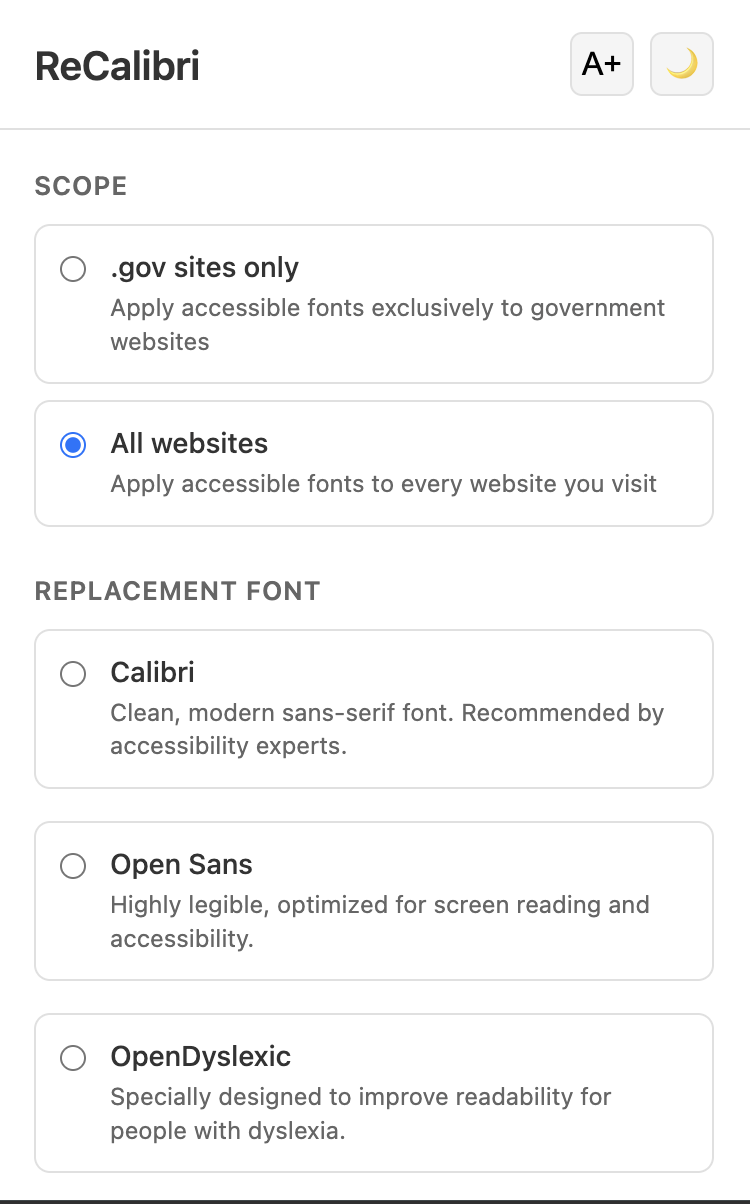 ReCalibri
A+
SCOPE
.gov sites only
Apply accessible fonts exclusively to government
websites
All websites
Apply accessible fonts to every website you visit
REPLACEMENT FONT
Calibri
Clean, modern sans-serif font. Recommended by
accessibility experts.
Open Sans
Highly legible, optimized for screen reading and
accessibility.
OpenDyslexic
Specially designed to improve readability for
people with dyslexia.